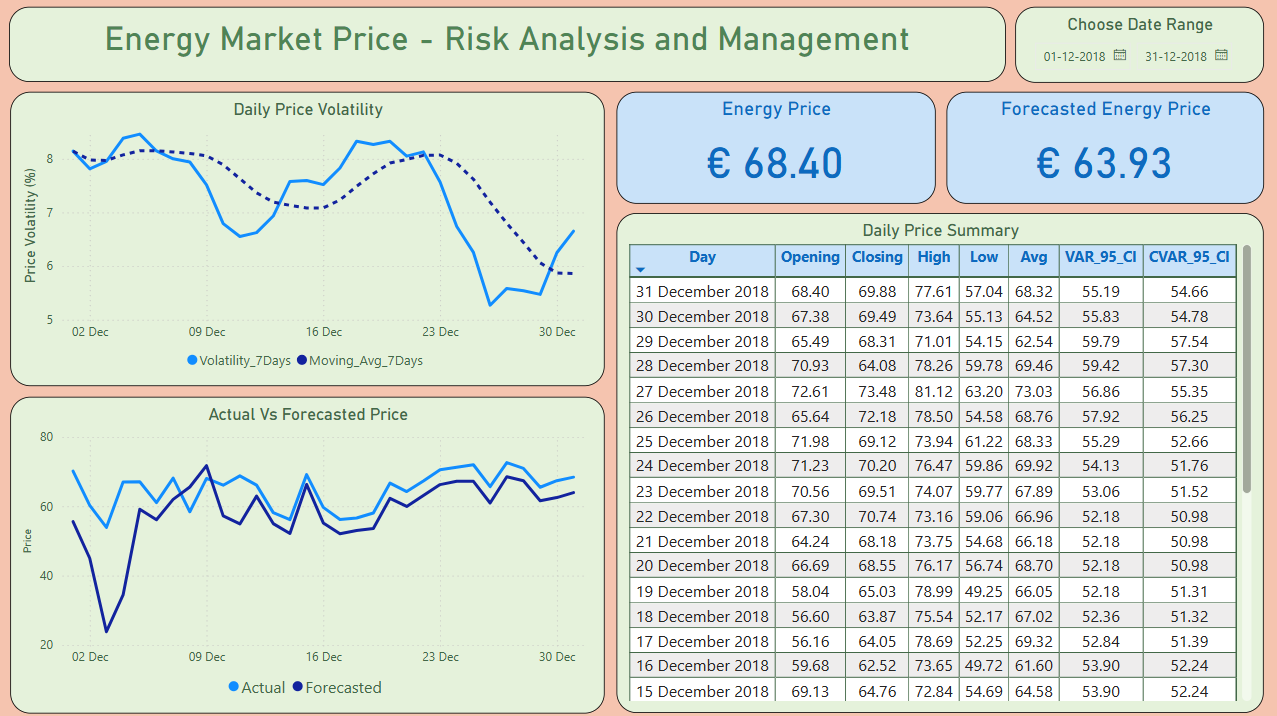 Energy Market Price - Risk Analysis and Management
Choose Date Range
01-12-2018 31-12-2018
Daily Price Volatility
Price Volatility (%)
8
7
6
5
02 Dec 09 Dec 16 Dec 23 Dec 30 Dec
Volatility_7Days Moving_Avg_7Days
Energy Price
€ 68.40
Forecasted Energy Price
€ 63.93
Actual Vs Forecasted Price
Price
80
60
40
20
02 Dec 09 Dec 16 Dec 23 Dec 30 Dec
Actual Forecasted
Daily Price Summary
Day Opening Closing High Low Avg VAR_95_CI CVAR_95_CI
31 December 2018 68.40 69.88 77.61 57.04 68.32 55.19 54.66
30 December 2018 67.38 69.49 73.64 55.13 64.52 55.83 54.78
29 December 2018 65.49 68.31 71.01 54.15 62.54 59.79 57.54
28 December 2018 70.93 64.08 78.26 59.78 69.46 59.42 57.30
27 December 2018 72.61 73.48 81.12 63.20 73.03 56.86 55.35
26 December 2018 65.64 72.18 78.50 54.58 68.76 57.92 56.25
25 December 2018 71.98 69.12 73.94 61.22 68.33 55.29 52.66
24 December 2018 71.23 70.20 76.47 59.86 69.92 54.13 51.76
23 December 2018 70.56 69.51 74.07 59.77 67.89 53.06 51.52
22 December 2018 67.30 70.74 73.16 59.06 66.96 52.18 50.98
21 December 2018 64.24 68.18 73.75 54.68 66.18 52.18 50.98
20 December 2018 66.69 68.55 76.17 56.74 68.70 52.18 50.98
19 December 2018 58.04 65.03 78.99 49.25 66.05 52.18 51.31
18 December 2018 56.60 63.87 75.54 52.17 67.02 52.36 51.32
17 December 2018 56.16 64.05 78.69 52.25 69.32 52.84 51.39
16 December 2018 59.68 62.52 73.65 49.72 61.60 53.90 52.24
15 December 2018 69.13 64.76 72.84 54.69 64.58 53.90 52.24